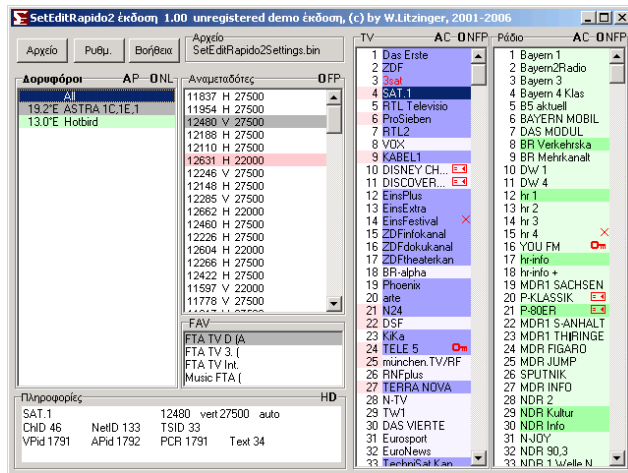 SetEditRapido2 έκδοση 1.00 unregistered demo έκδοση, (c) by W.Litzinger, 2001-2006
Αρχείο
Ρυθμ.
Βοήθεια
Αρχείο
SetEditRapido2Settings.bin
Δορυφόροι AP-ONL
All
19.2°E ASTRA 1C,1E,1
13.0°E Hotbird
Αναμεταδότες OFP
11837 H 27500
11954 H 27500
12480 V 27500
12188 H 27500
12110 H 27500
12631 H 22000
12246 V 27500
12148 H 27500
12285 V 27500
12662 H 22000
12460 H 27500
12226 H 27500
12604 H 22000
12266 H 27500
12422 H 27500
11597 V 22000
11778 V 27500
FAV
FTA TV D (A
FTA TV 3. (
FTA TV Int.
Music FTA (
Πληροφορίες HD-
SAT.1 12480 vert 27500 auto
ChID 46 NetID 133 TSID 33
VPid 1791 APid 1792 PCR 1791 Text 34
TV AC-ONFP
1 Das Erste
2 ZDF
3 3sat
4 SAT.1
5 RTL Televisio
6 ProSieben
7 RTL2
8 VOX
9 KABEL1
10 DISNEY CH...
11 DISCOVER...
12 EinsPlus
13 EinsExtra
14 EinsFestival
15 ZDFinfokanal
16 ZDFdokukanal
17 ZDFtheaterkan
18 BR-alpha
19 Phoenix
20 arte
21 N24
22 DSF
23 KiKa
24 TELE 5
25 münchen.TV/RF
26 RNFplus
27 TERRA NOVA
28 N-TV
29 TW1
30 DAS VIERTE
31 Eurosport
32 EuroNews
33 TechniSat Kan
Ράδιο AC-ONFP
1 Bayern 1
2 Bayern2Radio
3 Bayern 3
4 Bayern 4 Klas
5 B5 aktuell
6 BAYERN MOBIL
7 DAS MODUL
8 BR Verkehrska
9 BR Mehrkanalt
10 DW 1
11 DW 4
12 hr 1
13 hr 2
14 hr 3
15 hr 4
16 YOU FM
17 hr-info
18 hr-info +
19 MDR1 SACHSEN
20 P-KLASSIK
21 P-80ER
22 MDR1 S-ANHALT
23 MDR1 THIRINGE
24 MDR FIGARO
25 MDR JUMP
26 SPUTNIK
27 MDR INFO
28 NDR 2
29 NDR Kultur
30 NDR Info
31 N-JOY
32 NDR 90,3
33 NDR 1 Welle N